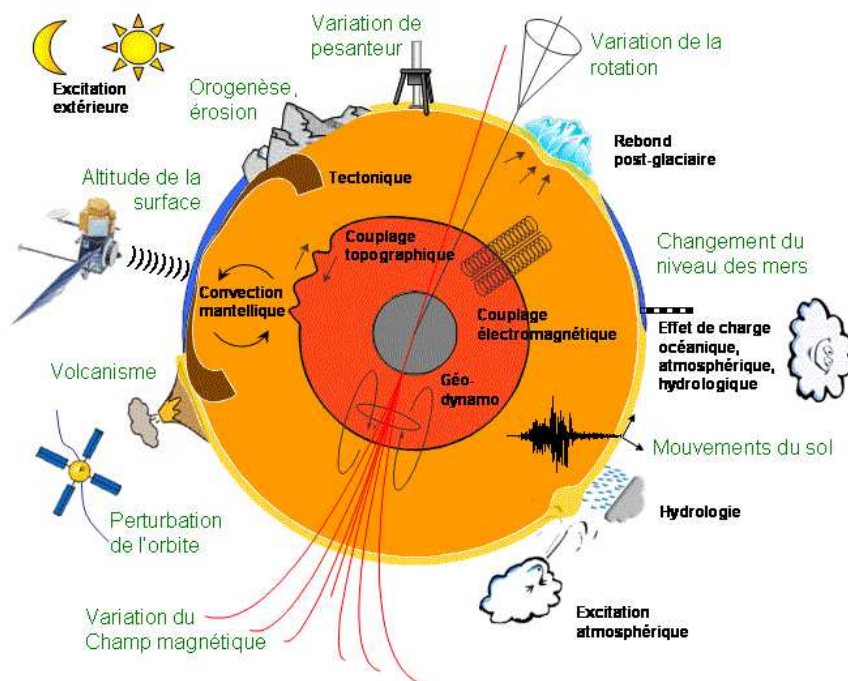 Variation de
pesanteur
Variation de la
rotation
Excitation
extérieure
Orogenèse,
érosion
Rebond
post-glaciaire
Altitude de la
surface
Tectonique
Couplage
topographique
Changement du
niveau des mers
Convection
mantellique
Couplage
électromagnétique
Effet de charge
océanique,
atmosphérique,
hydrologique
Volcanisme
Géo-
dynamo
Mouvements du sol
Hydrologie
Perturbation
de l'orbite
Variation du
Champ magnétique
Excitation
atmosphérique